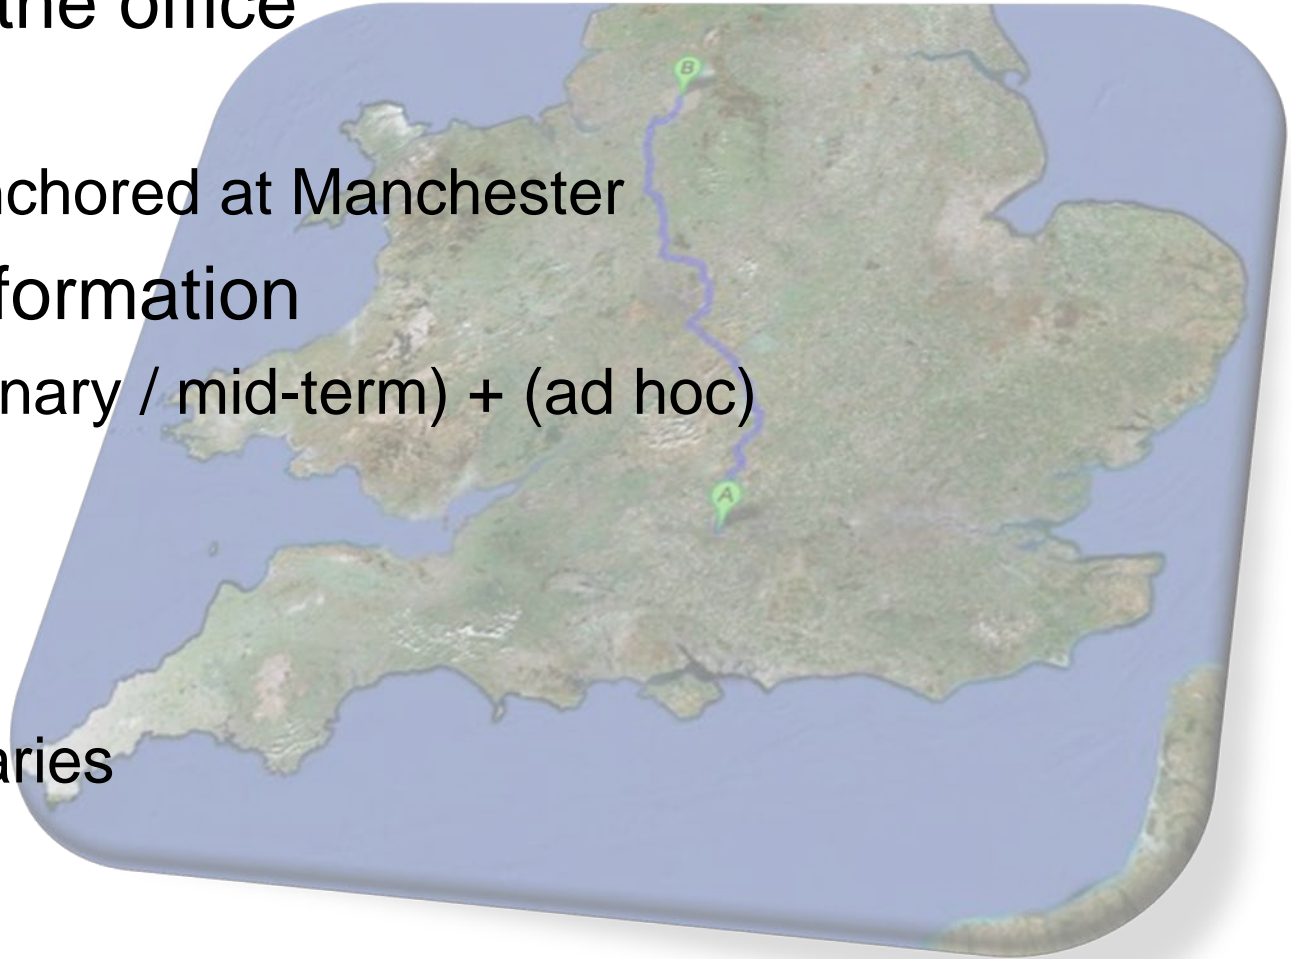 the office
B
nchored at Manchester
formation
nary / mid-term) + (ad hoc)
A
aries